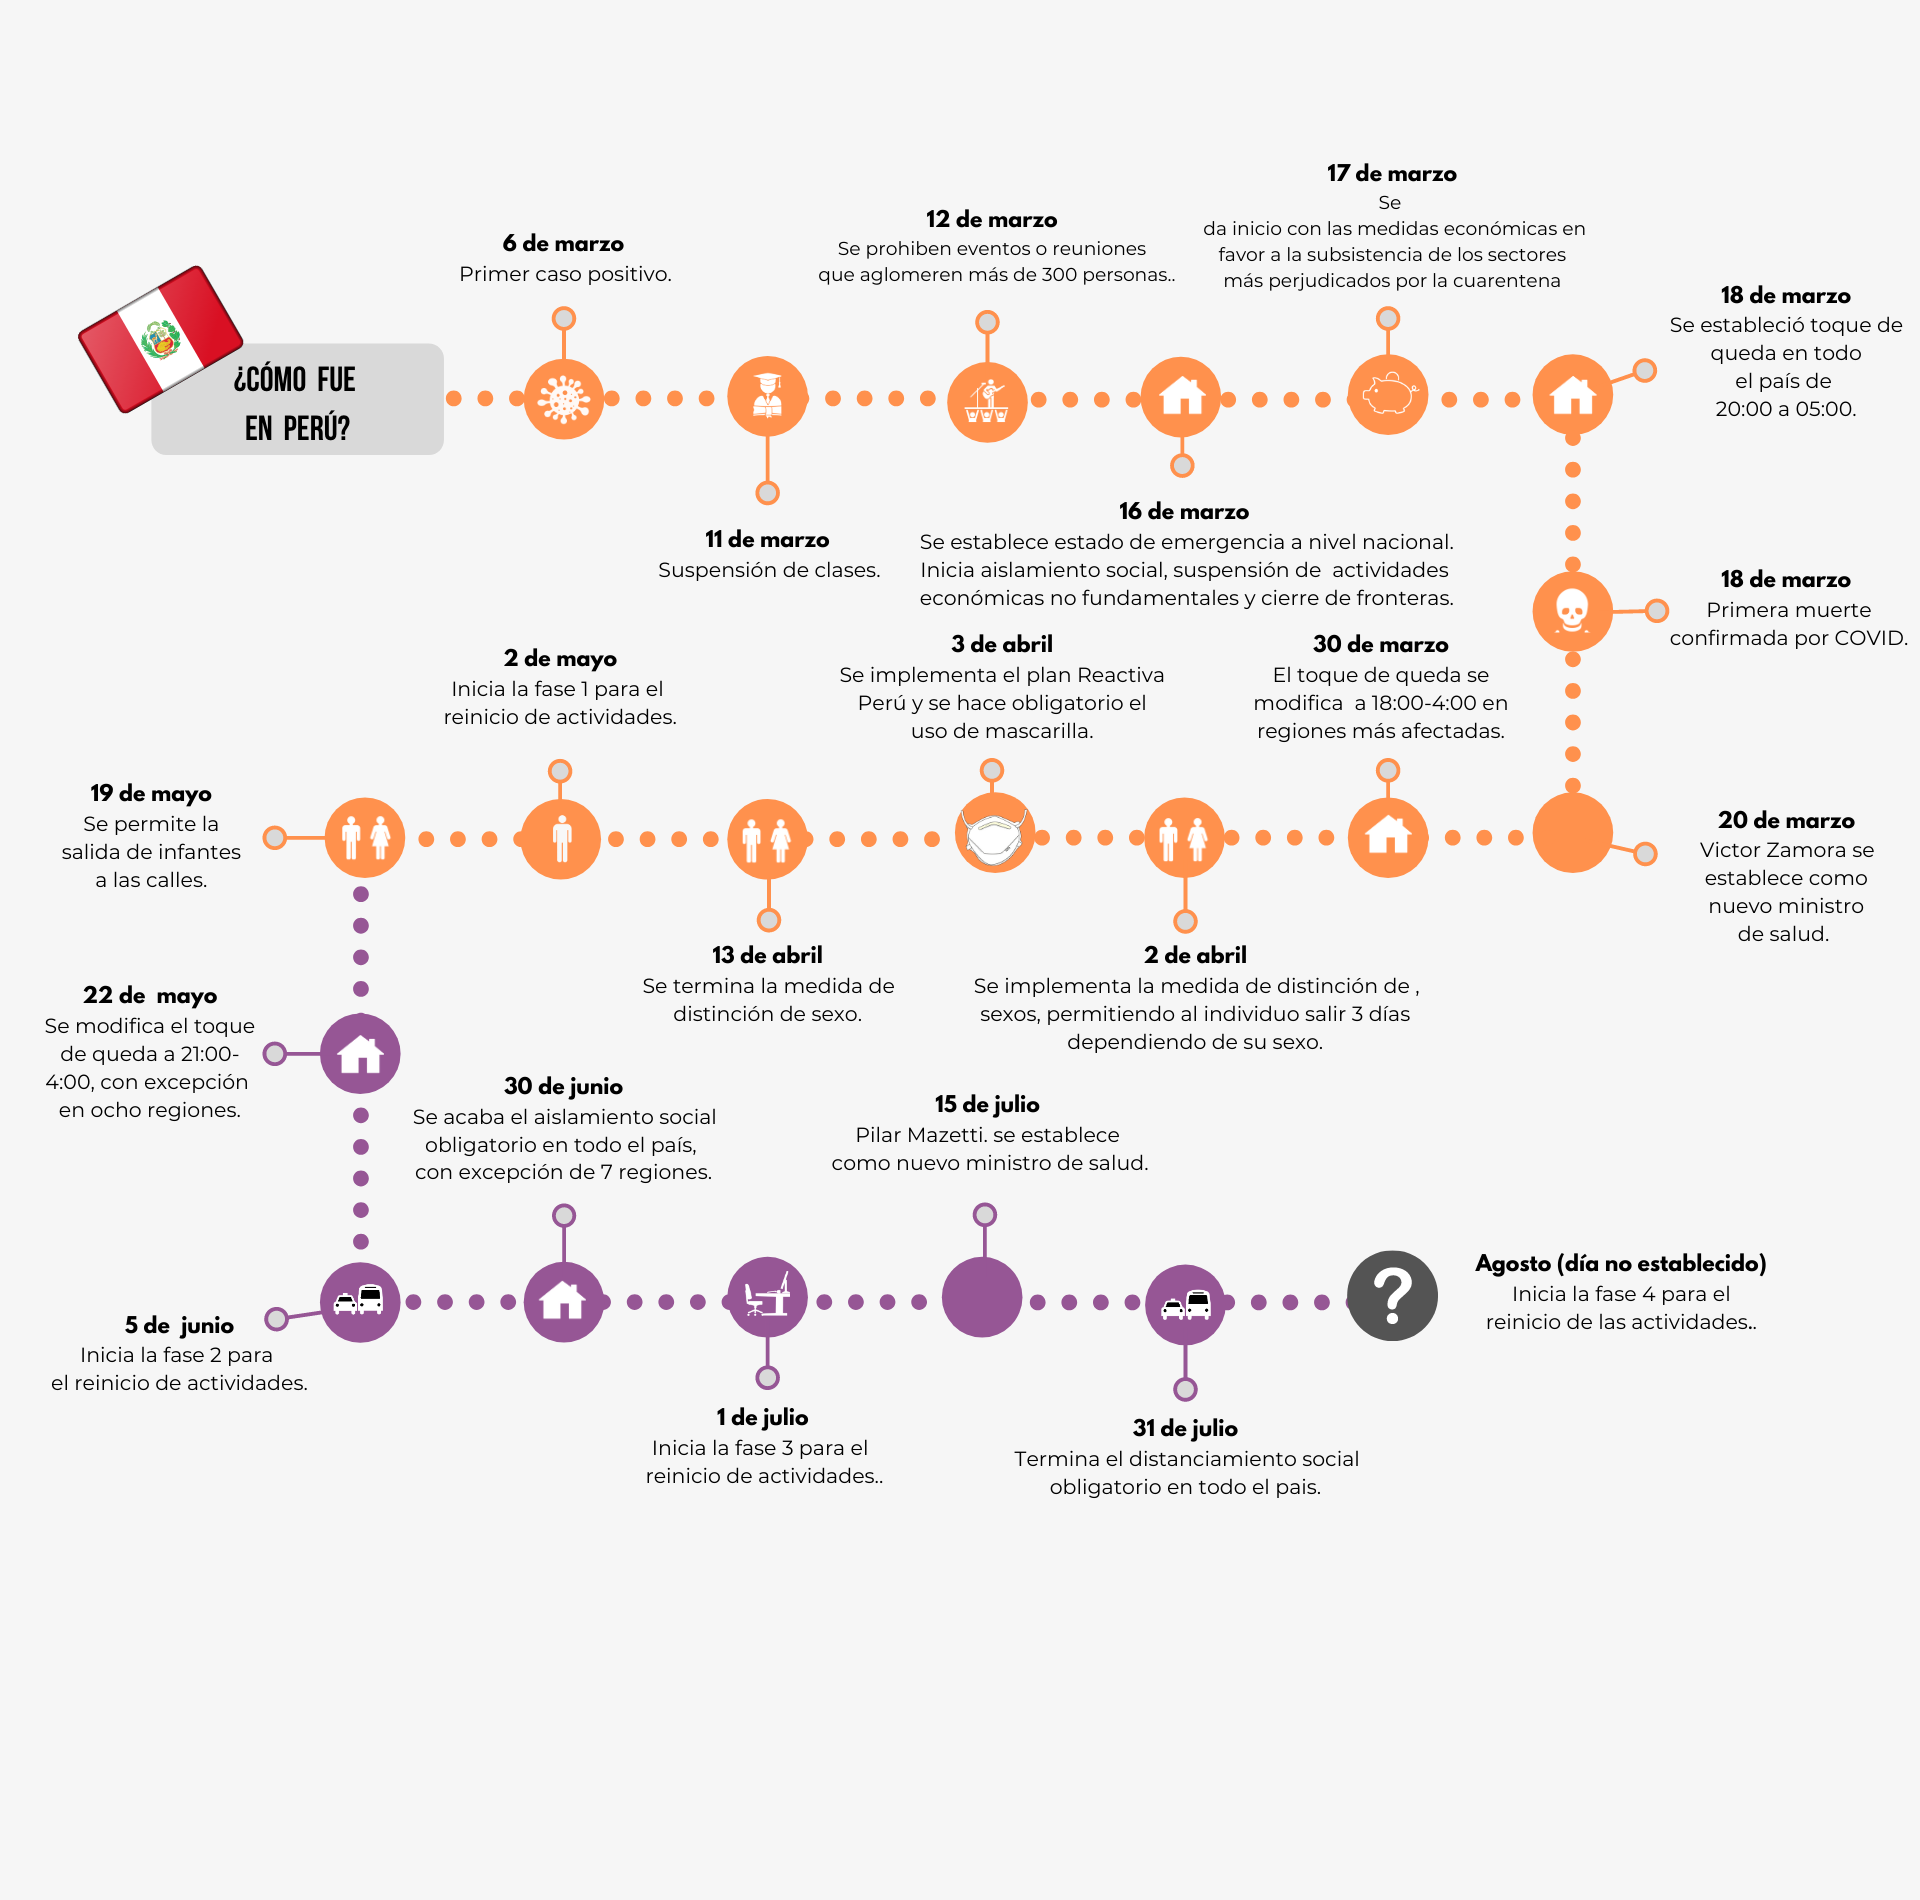 ¿CÓMO FUE
EN PERÚ?
6 de marzo
Primer caso positivo.
11 de marzo
Suspensión de clases.
12 de marzo
Se prohiben eventos o reuniones
que aglomeren más de 300 personas..
16 de marzo
Se establece estado de emergencia a nivel nacional.
Inicia aislamiento social, suspensión de actividades
económicas no fundamentales y cierre de fronteras.
17 de marzo
Se
da inicio con las medidas económicas en
favor a la subsistencia de los sectores
más perjudicados por la cuarentena
18 de marzo
Se estableció toque de
queda en todo
el país de
20:00 a 05:00.
18 de marzo
Primera muerte
confirmada por COVID.
20 de marzo
Victor Zamora se
establece como
nuevo ministro
de salud.
30 de marzo
El toque de queda se
modifica a 18:00-4:00 en
regiones más afectadas.
2 de abril
Se implementa la medida de distinción de ,
sexos, permitiendo al individuo salir 3 días
dependiendo de su sexo.
3 de abril
Se implementa el plan Reactiva
Perú y se hace obligatorio el
uso de mascarilla.
13 de abril
Se termina la medida de
distinción de sexo.
2 de mayo
Inicia la fase 1 para el
reinicio de actividades.
19 de mayo
Se permite la
salida de infantes
a las calles.
22 de mayo
Se modifica el toque
de queda a 21:00-
4:00, con excepción
en ocho regiones.
5 de junio
Inicia la fase 2 para
el reinicio de actividades.
30 de junio
Se acaba el aislamiento social
obligatorio en todo el país,
con excepción de 7 regiones.
1 de julio
Inicia la fase 3 para el
reinicio de actividades..
15 de julio
Pilar Mazetti. se establece
como nuevo ministro de salud.
31 de julio
Termina el distanciamiento social
obligatorio en todo el pais.
?
Agosto (día no establecido)
Inicia la fase 4 para el
reinicio de las actividades..